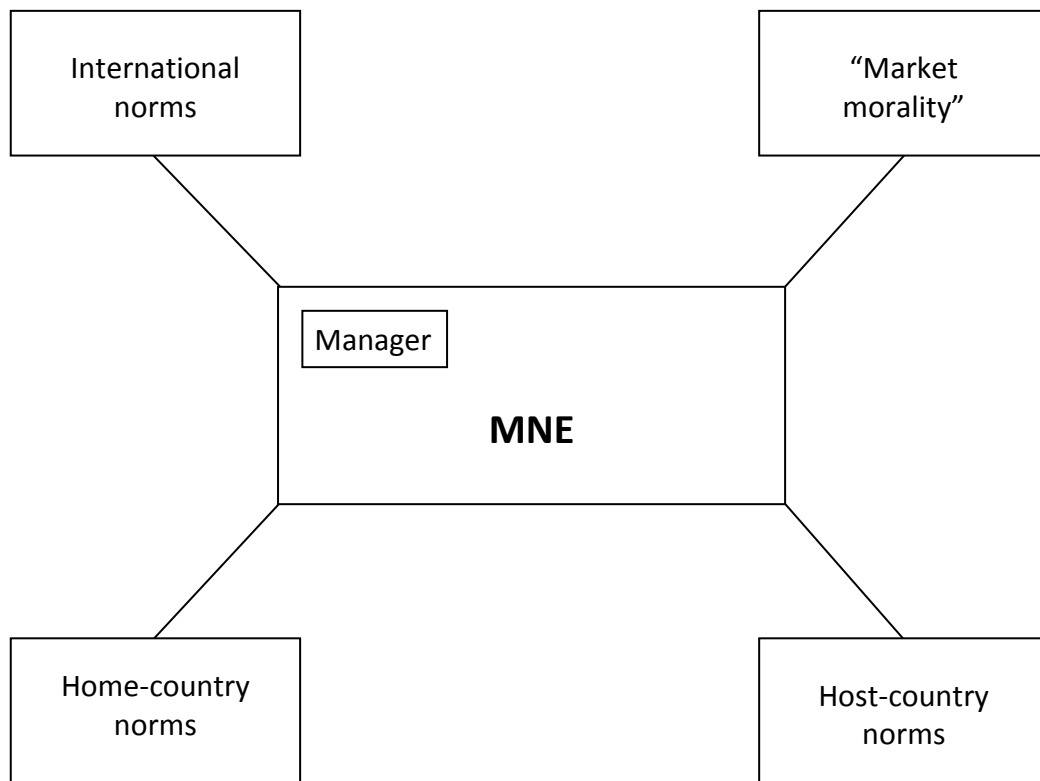 International
norms
“Market
morality”
Manager
MNE
Home-country
norms
Host-country
norms